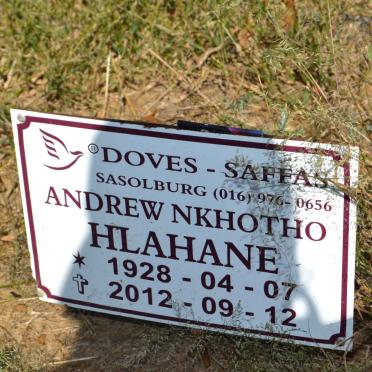 ® DOVES - SAFFAS
SASOLBURG (016) 976-0656
ANDREW NKHOTHO
HLAHANE
1928 - 04 - 07
2012 - 09 - 12